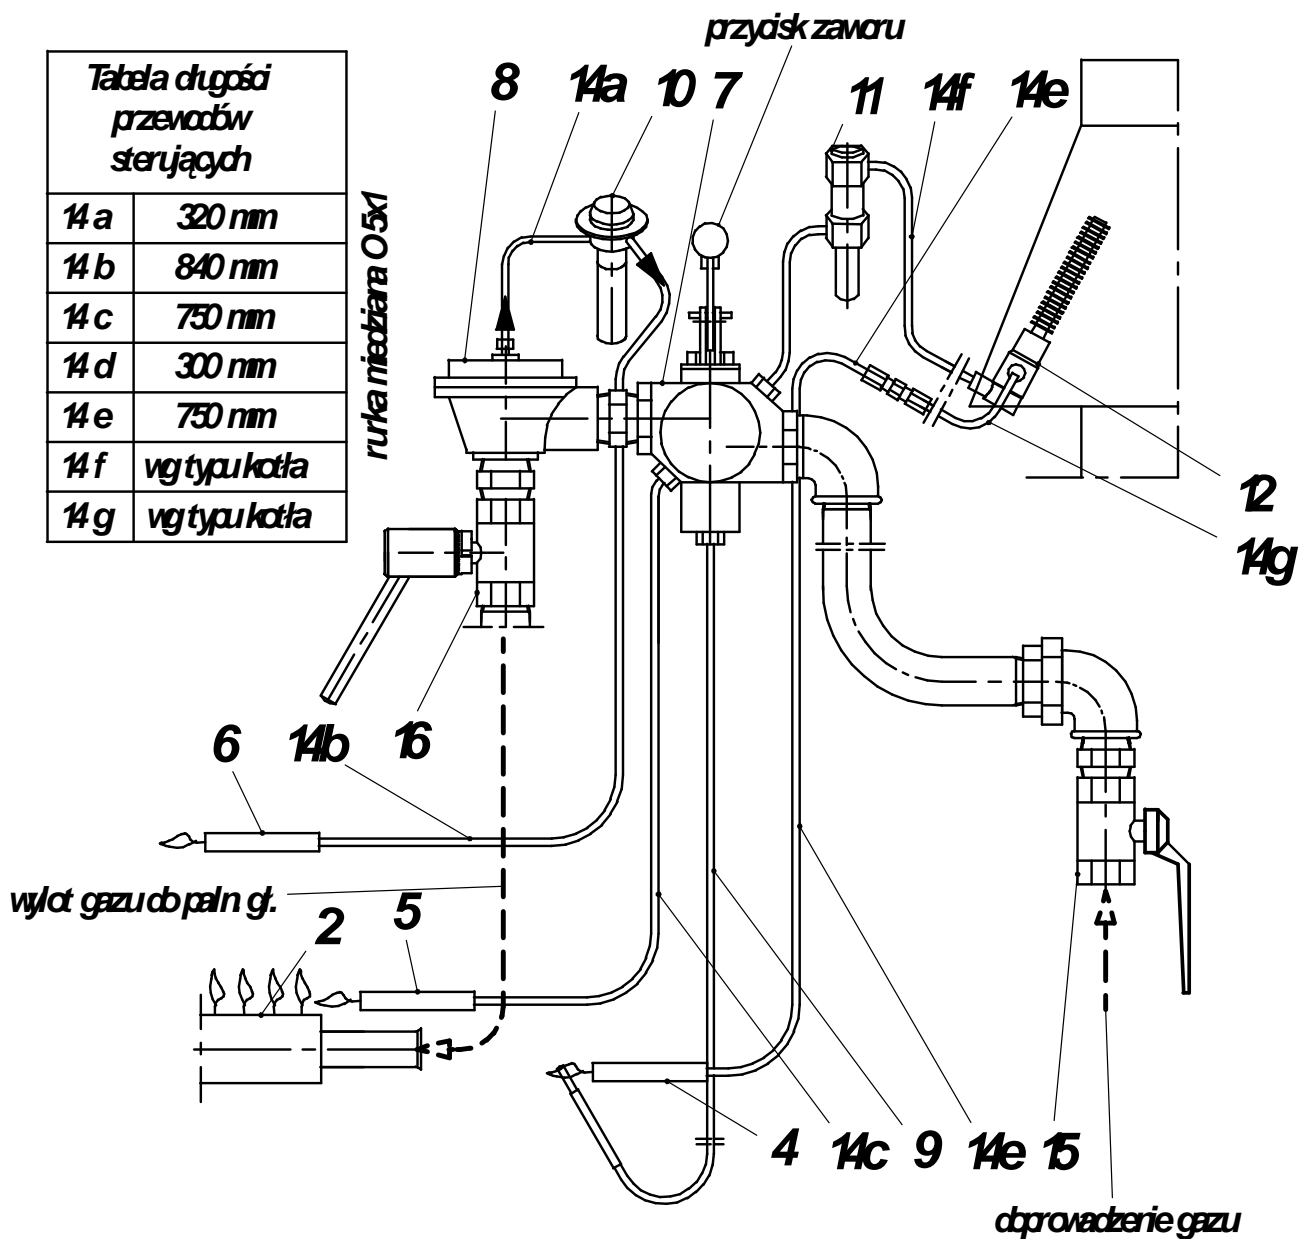 przycisk zaworu
Tabela długości
przewodów
sterujących
14 a 320 mm
14 b 840 mm
14 c 750 mm
14 d 300 mm
14 e 750 mm
14 f wg typu kotła
14 g wg typu kotła
rurka miedziana O 5x1
8 14a 10 7 11 14f 14e
12
14g
6 14b 16
wylot gazu do paln. gł.
2 5
4 14c 9 14e 15
doprowadzenie gazu